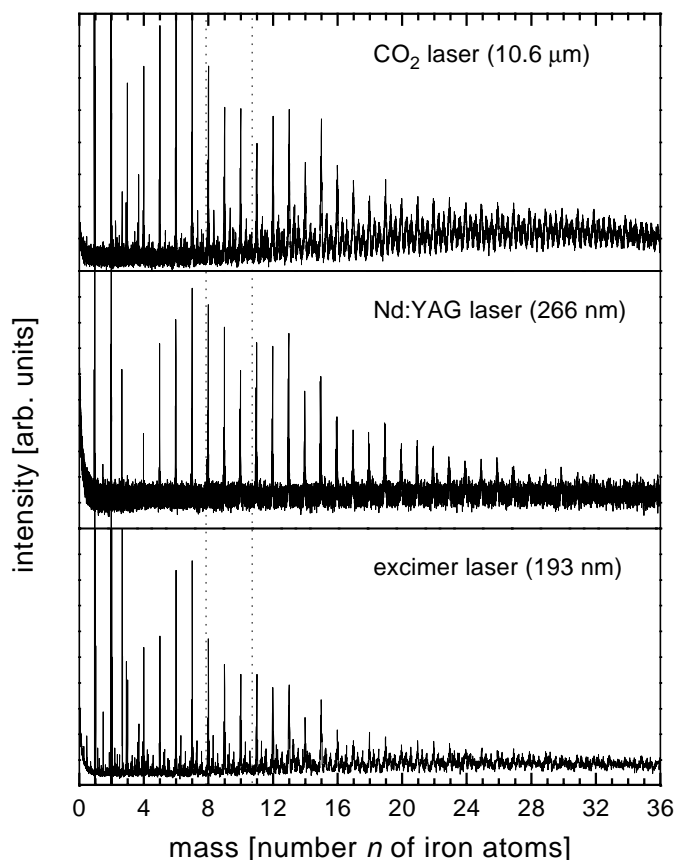 CO₂ laser (10.6 μm)
Nd:YAG laser (266 nm)
excimer laser (193 nm)
intensity [arb. units]
0 4 8 12 16 20 24 28 32 36
mass [number n of iron atoms]